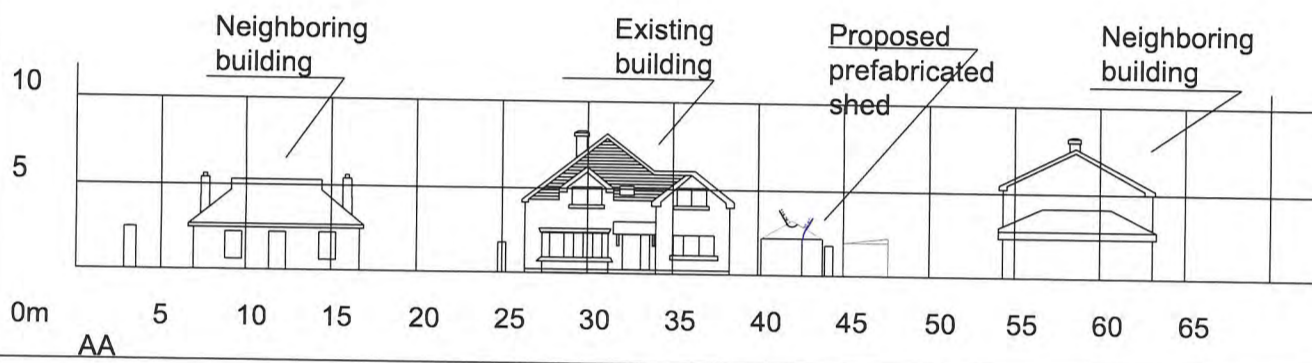 Neighboring
building
Existing
building
Proposed
prefabricated
shed
Neighboring
building
10
5
0m 5 10 15 20 25 30 35 40 45 50 55 60 65
AA